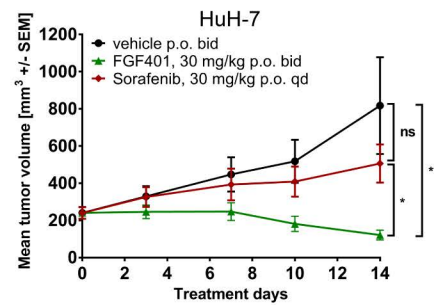 HuH-7
Mean tumor volume [mm³ +/- SEM]
1200
1000
800
600
400
200
0
vehicle p.o. bid
FGF401, 30 mg/kg p.o. bid
Sorafenib, 30 mg/kg p.o. qd
ns
*
*
0 2 4 6 8 10 12 14
Treatment days